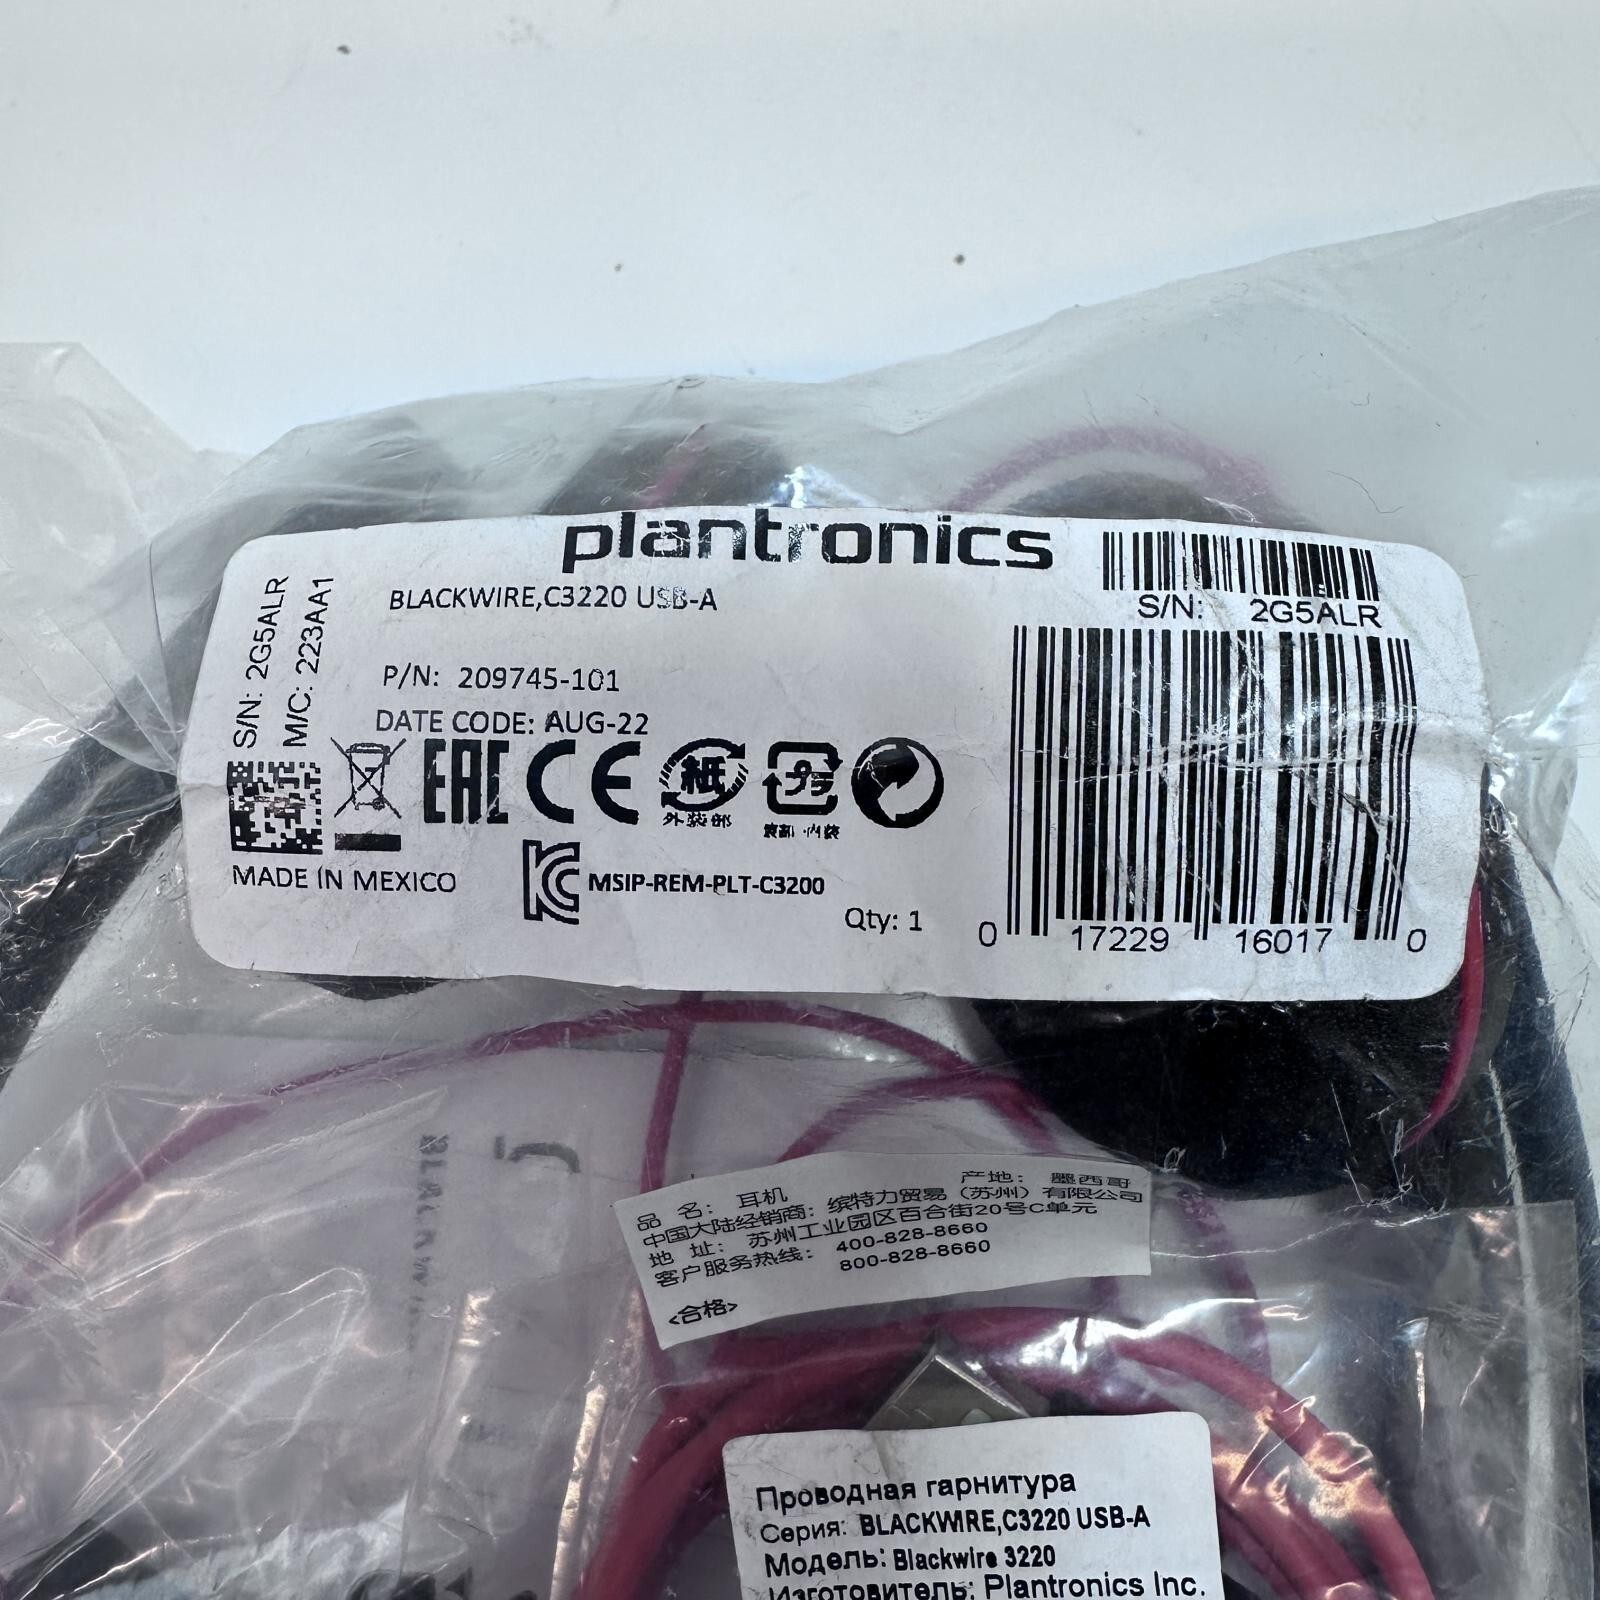 plantronics
BLACKWIRE,C3220 USB-A
P/N: 209745-101
DATE CODE: AUG-22
S/N: 2G5ALR
M/C: 223AA1
EAC CE 紙 プラ
外装部
MADE IN MEXICO
MSIP-REM-PLT-C3200
Qty: 1
S/N: 2G5ALR
0 17229 16017 0
BLACKWI
产地: 墨西哥
品 名: 耳机
中国大陆经销商: 缤特力贸易（苏州）有限公司
地 址: 苏州工业园区百合街20号C单元
客户服务热线: 400-828-8660
800-828-8660
<合格>
Проводная гарнитура
Серия: BLACKWIRE,C3220 USB-A
Модель: Blackwire 3220
Изготовитель: Plantronics Inc.